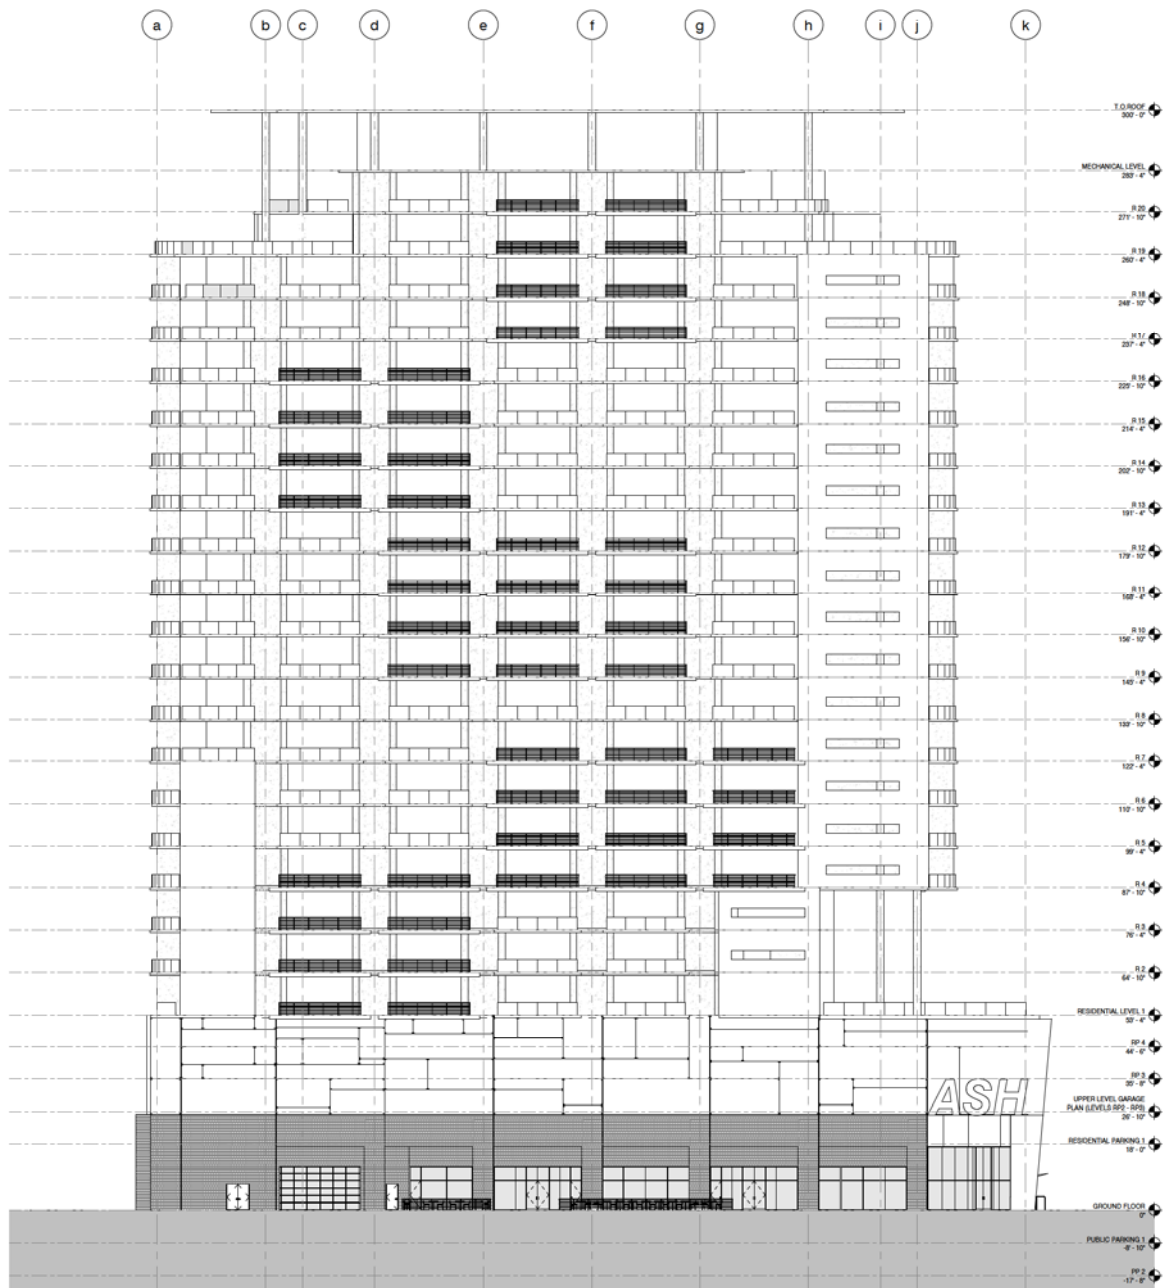 a b c d e f g h i j k
T.O.ROOF
300' - 0"
MECHANICAL LEVEL
283' - 4"
R 20
271' - 10"
R 19
260' - 4"
R 18
248' - 10"
R 17
237' - 4"
R 16
225' - 10"
R 15
214' - 4"
R 14
202' - 10"
R 13
191' - 4"
R 12
179' - 10"
R 11
168' - 4"
R 10
156' - 10"
R 9
145' - 4"
R 8
133' - 10"
R 7
122' - 4"
R 6
110' - 10"
R 5
99' - 4"
R 4
87' - 10"
R 3
76' - 4"
R 2
64' - 10"
RESIDENTIAL LEVEL 1
53' - 4"
RP 4
44' - 6"
RP 3
35' - 8"
ASH
UPPER LEVEL GARAGE
PLAN (LEVELS RP2 - RP3)
26' - 10"
RESIDENTIAL PARKING 1
18' - 0"
GROUND FLOOR
0"
PUBLIC PARKING 1
-8' - 10"
PP 2
-17' - 8"